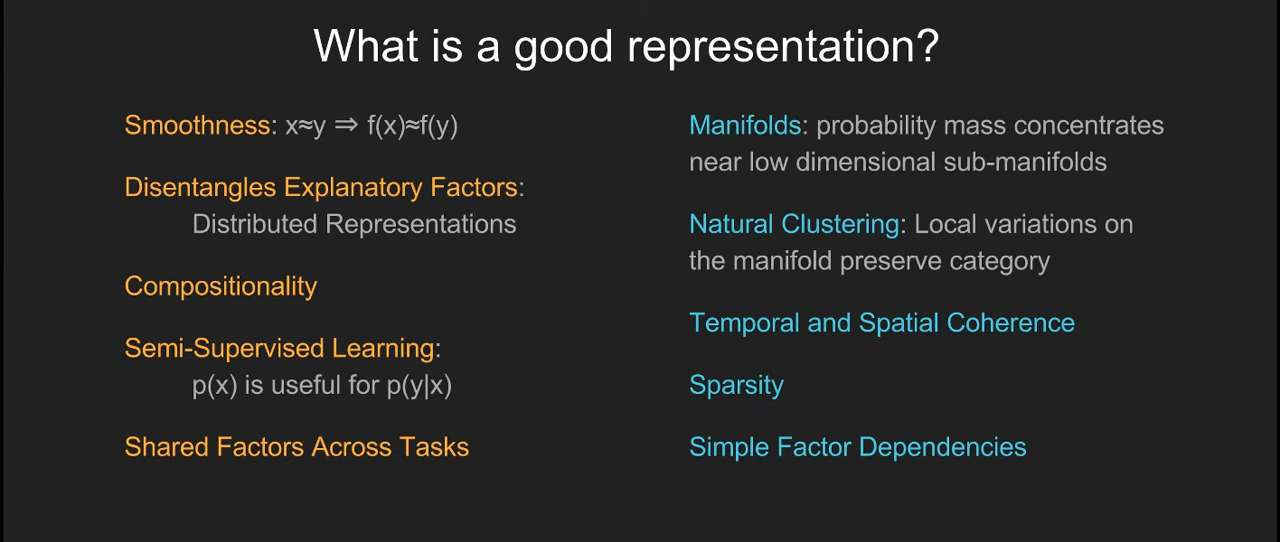 What is a good representation?
Smoothness: x≈y ⇒ f(x)≈f(y)
Disentangles Explanatory Factors:
Distributed Representations
Compositionality
Semi-Supervised Learning:
p(x) is useful for p(y|x)
Shared Factors Across Tasks
Manifolds: probability mass concentrates
near low dimensional sub-manifolds
Natural Clustering: Local variations on
the manifold preserve category
Temporal and Spatial Coherence
Sparsity
Simple Factor Dependencies